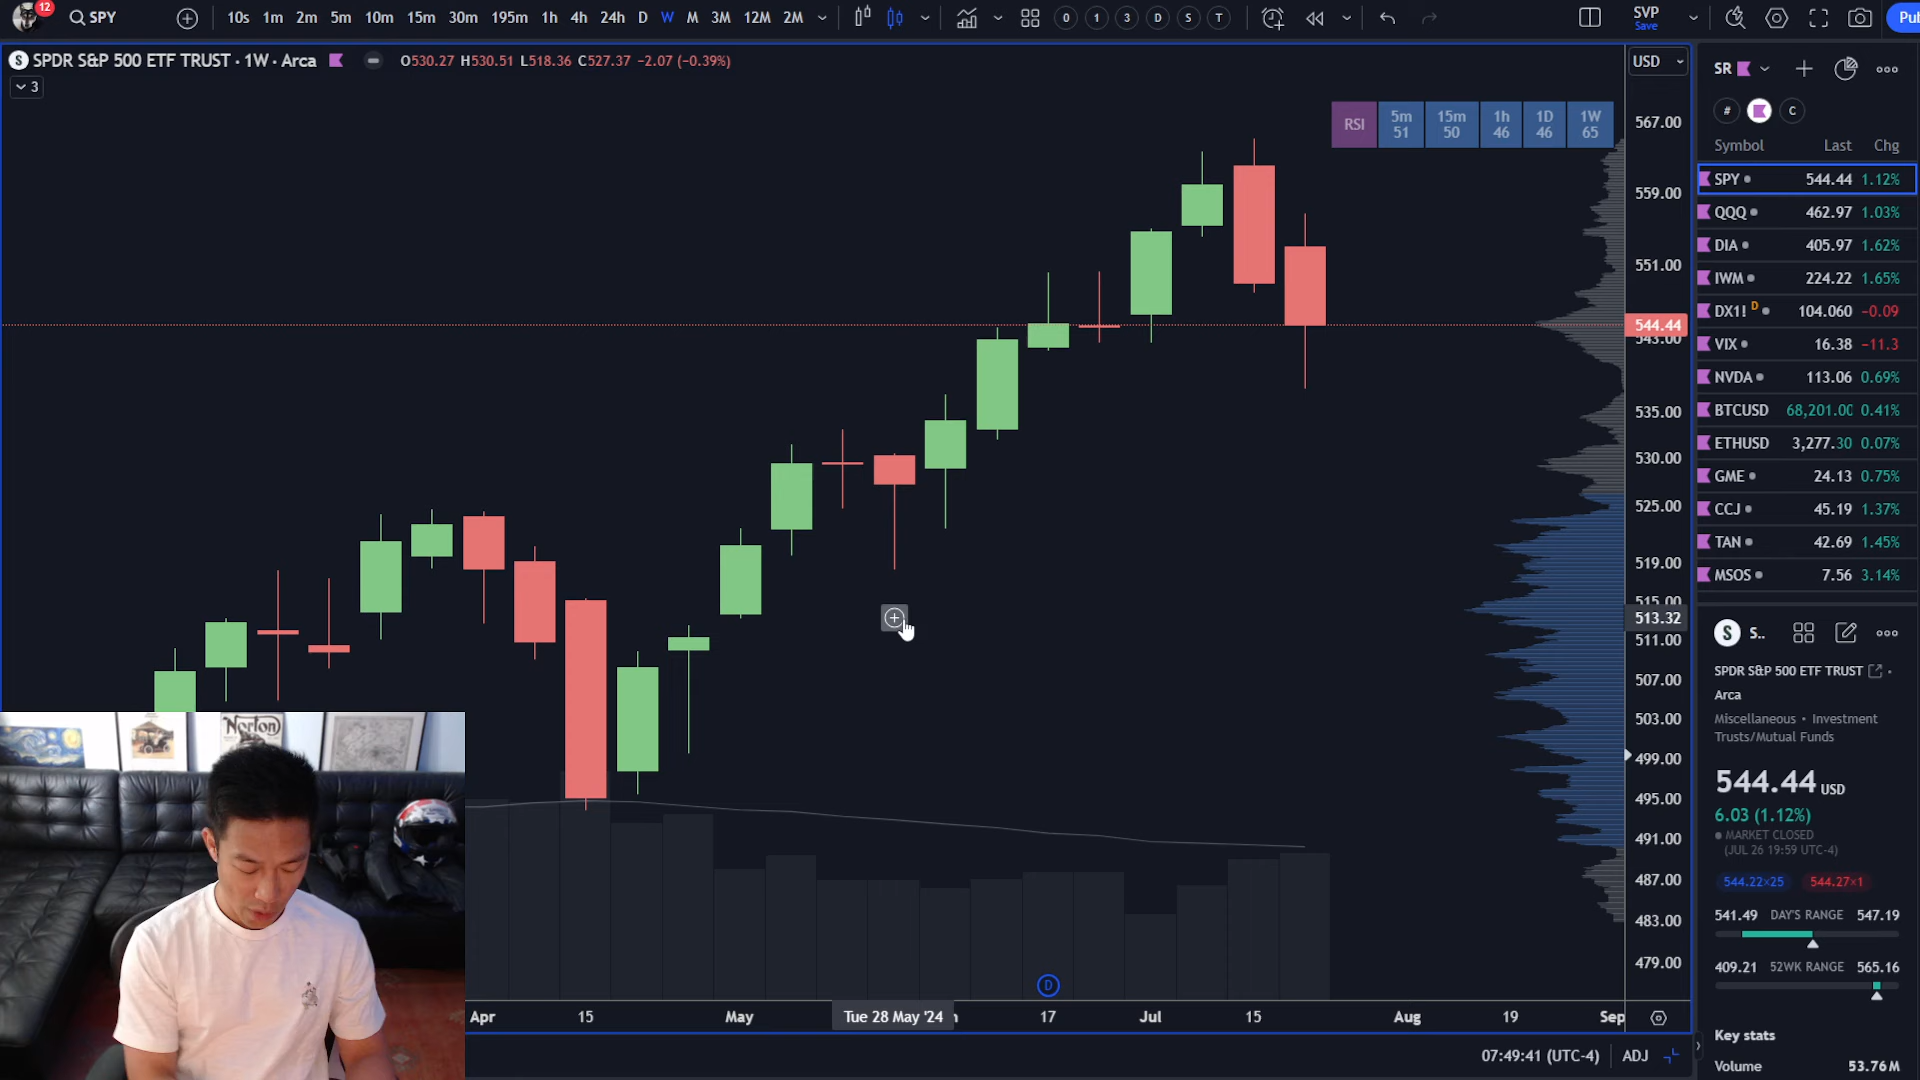 12
SPY
10s 1m 2m 5m 10m 15m 30m 195m 1h 4h 24h D W M 3M 12M 2M
0 1 3 D S T
SVP
Save
Pu
S SPDR S&P 500 ETF TRUST · 1W · Arca
O530.27 H530.51 L518.36 C527.37 −2.07 (−0.39%)
3
USD
RSI
5m
51
15m
50
1h
46
1D
46
1W
65
567.00
559.00
551.00
544.44
543.00
535.00
530.00
525.00
519.00
515.00
513.32
511.00
507.00
503.00
499.00
495.00
491.00
487.00
483.00
479.00
SR
# C
Symbol Last Chg
SPY 544.44 1.12%
QQQ 462.97 1.03%
DIA 405.97 1.62%
IWM 224.22 1.65%
DX1! D 104.060 −0.09
VIX 16.38 −11.3
NVDA 113.06 0.69%
BTCUSD 68,201.00 0.41%
ETHUSD 3,277.30 0.07%
GME 24.13 0.75%
CCJ 45.19 1.37%
TAN 42.69 1.45%
MSOS 7.56 3.14%
S S..
SPDR S&P 500 ETF TRUST ·
Arca
Miscellaneous · Investment
Trusts/Mutual Funds
544.44 USD
6.03 (1.12%)
MARKET CLOSED
(JUL 26 19:59 UTC-4)
544.22×25 544.27×1
541.49 DAY'S RANGE 547.19
409.21 52WK RANGE 565.16
Key stats
Volume 53.76M
Norton
D
Apr 15 May Tue 28 May '24 17 Jul 15 Aug 19 Sep
07:49:41 (UTC-4) ADJ